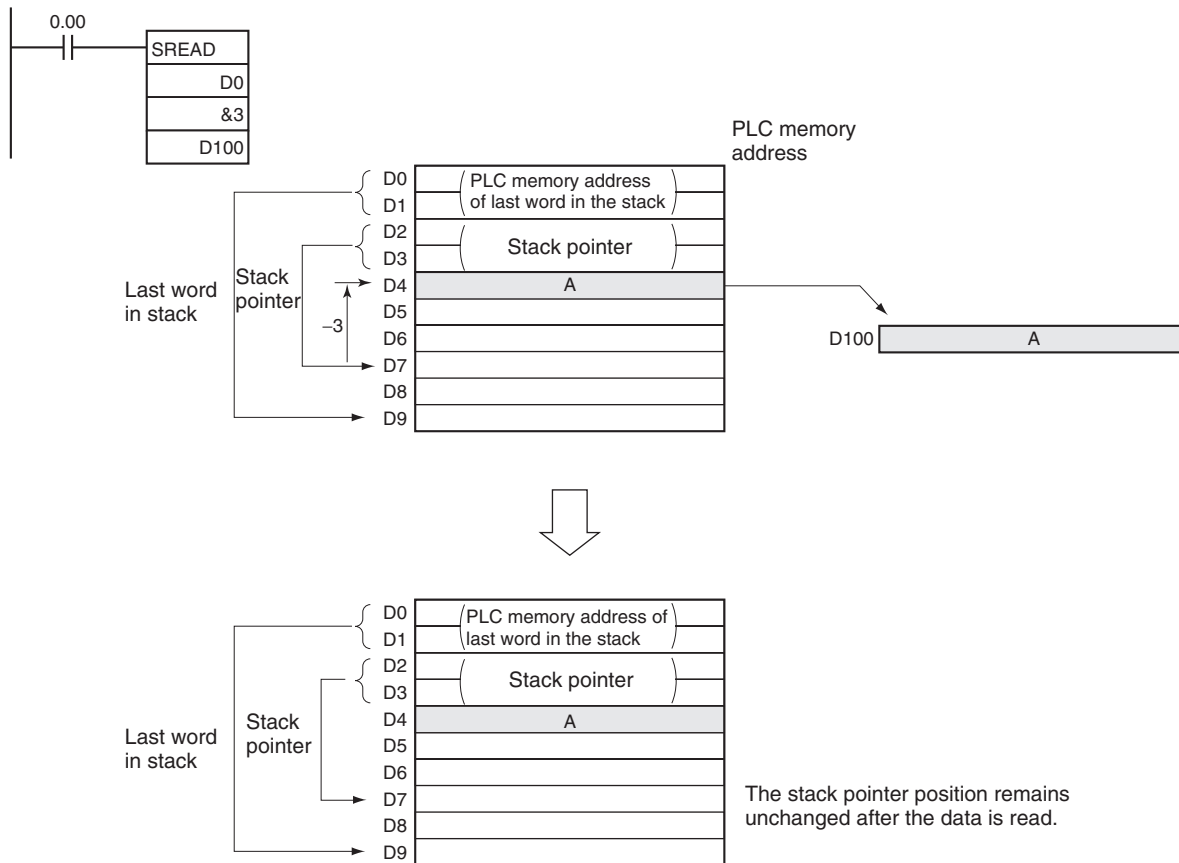 0.00
SREAD
D0
&3
D100
PLC memory
address
D0
D1
D2
D3
D4
D5
D6
D7
D8
D9
(PLC memory address
of last word in the stack)
(Stack pointer)
A
Last word
in stack
Stack
pointer
–3
D100
A
D0
D1
D2
D3
D4
D5
D6
D7
D8
D9
(PLC memory address of
last word in the stack)
(Stack pointer)
A
Last word
in stack
Stack
pointer
The stack pointer position remains
unchanged after the data is read.